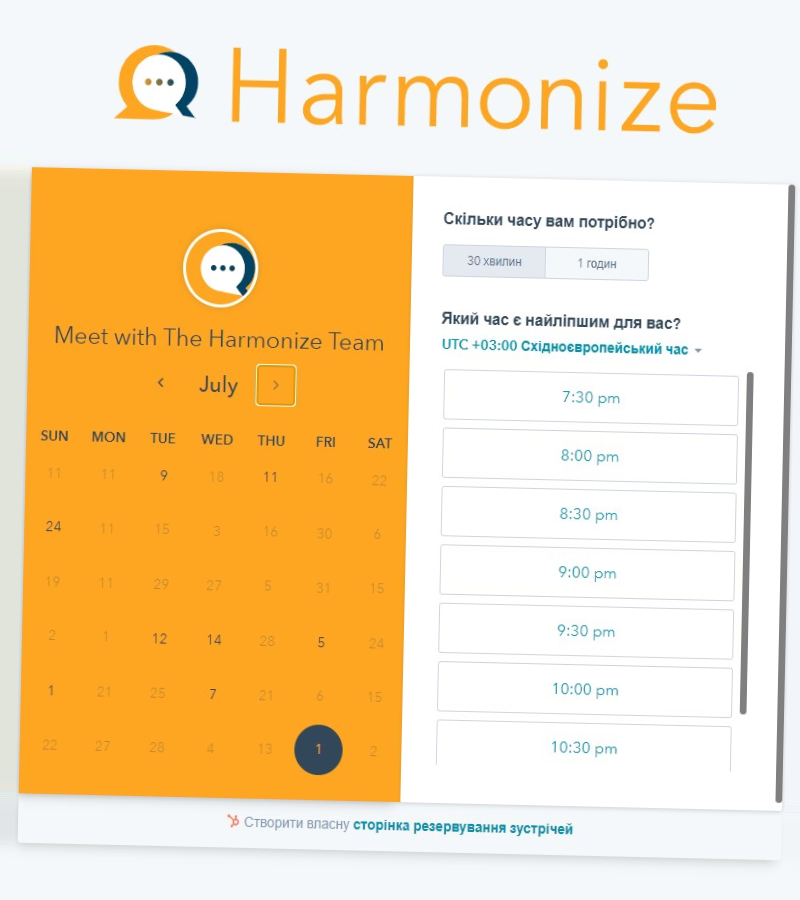 Harmonize
Meet with The Harmonize Team
July
SUN MON TUE WED THU FRI SAT
11 11 9 18 11 16 22
24 11 15 3 16 30 6
19 11 29 27 5 31 15
2 1 12 14 28 5 24
1 21 25 7 21 6 15
22 27 28 4 13 1 2
Скільки часу вам потрібно?
30 хвилин 1 годин
Який час є найліпшим для вас?
UTC +03:00 Східноєвропейський час
7:30 pm
8:00 pm
8:30 pm
9:00 pm
9:30 pm
10:00 pm
10:30 pm
Створити власну сторінка резервування зустрічей